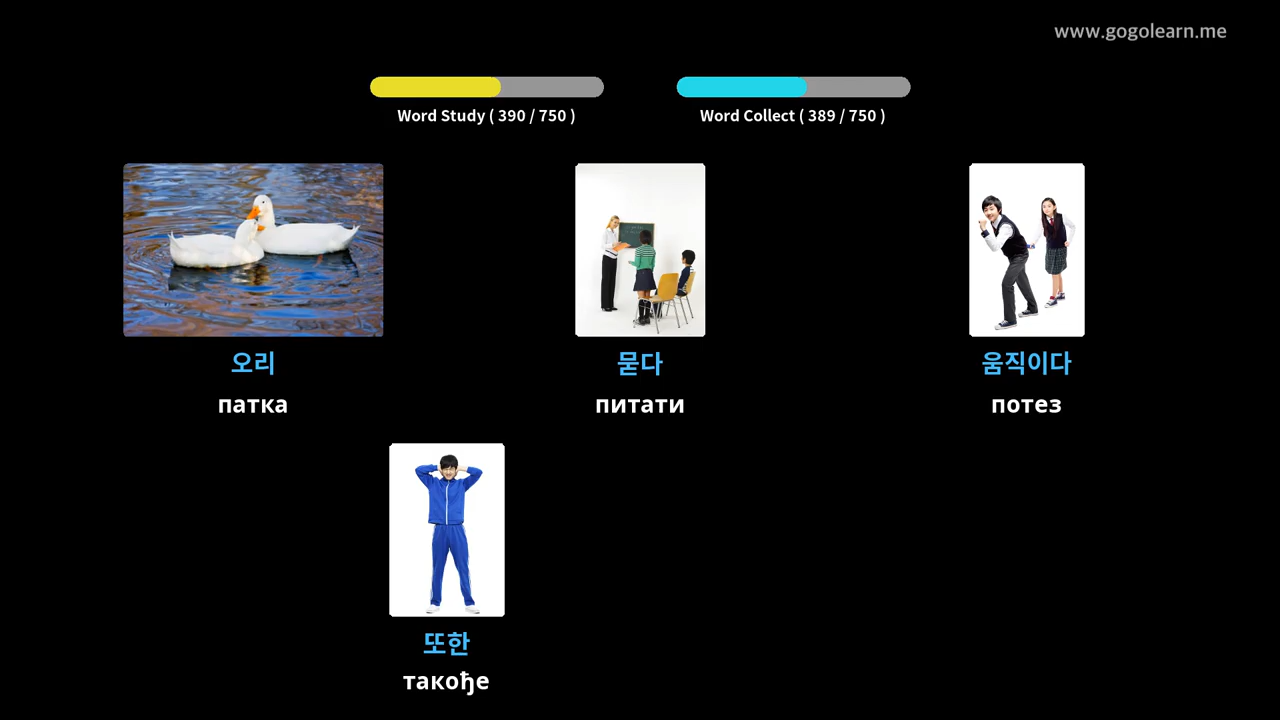 www.gogolearn.me
Word Study ( 390 / 750 )
Word Collect ( 389 / 750 )
오리
묻다
움직이다
патка
питати
потез
또한
такође